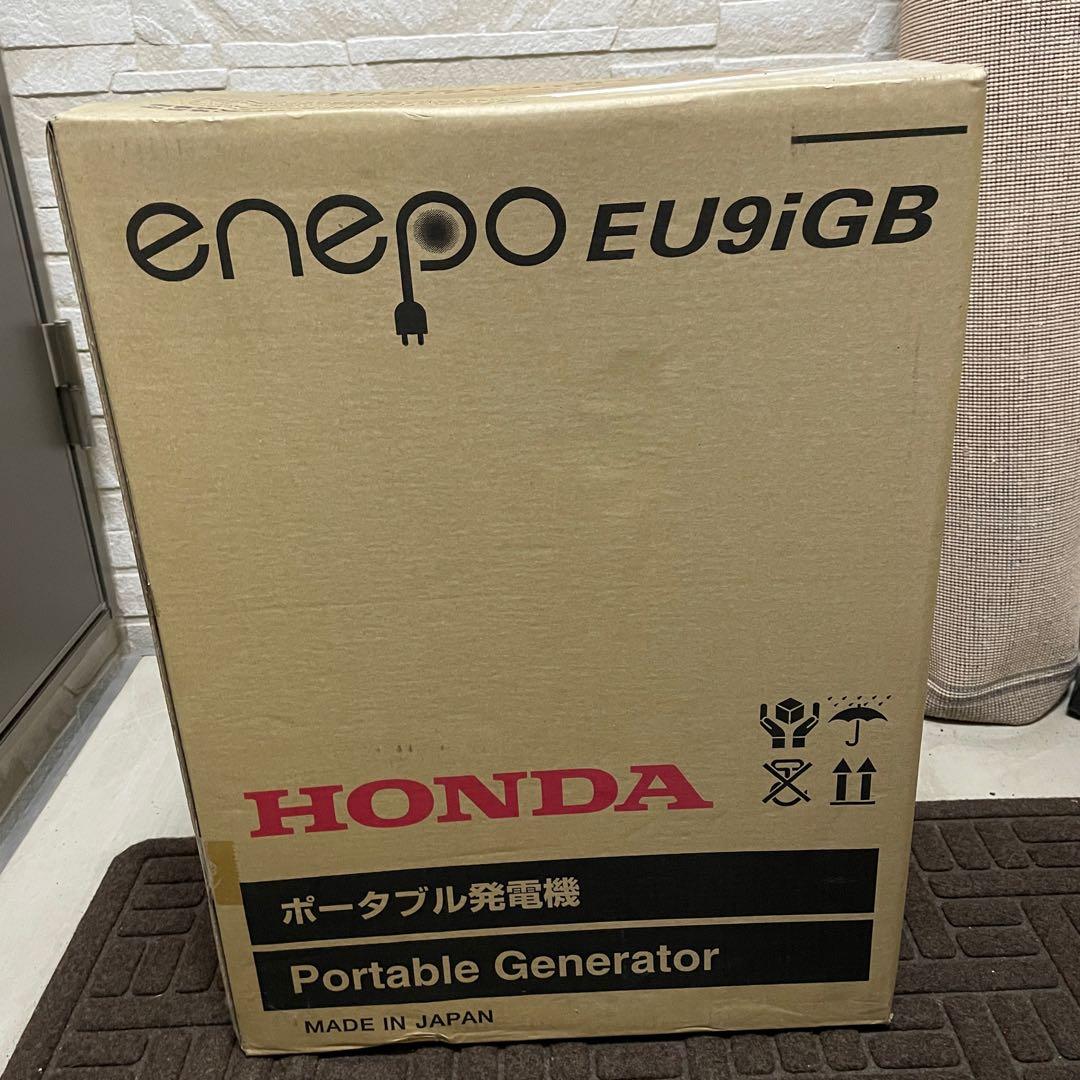 enepo EU9iGB
HONDA
ポータブル発電機
Portable Generator
MADE IN JAPAN